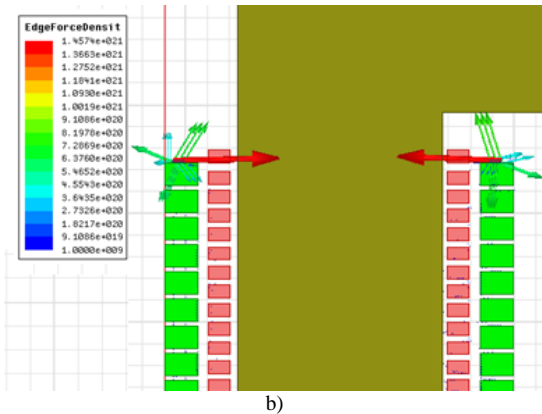 EdgeForceDensit
1.4574e+021
1.3663e+021
1.2752e+021
1.1841e+021
1.0930e+021
1.0019e+021
9.1086e+020
8.1978e+020
7.2869e+020
6.3760e+020
5.4652e+020
4.5543e+020
3.6435e+020
2.7326e+020
1.8217e+020
9.1086e+019
1.0000e+009
b)